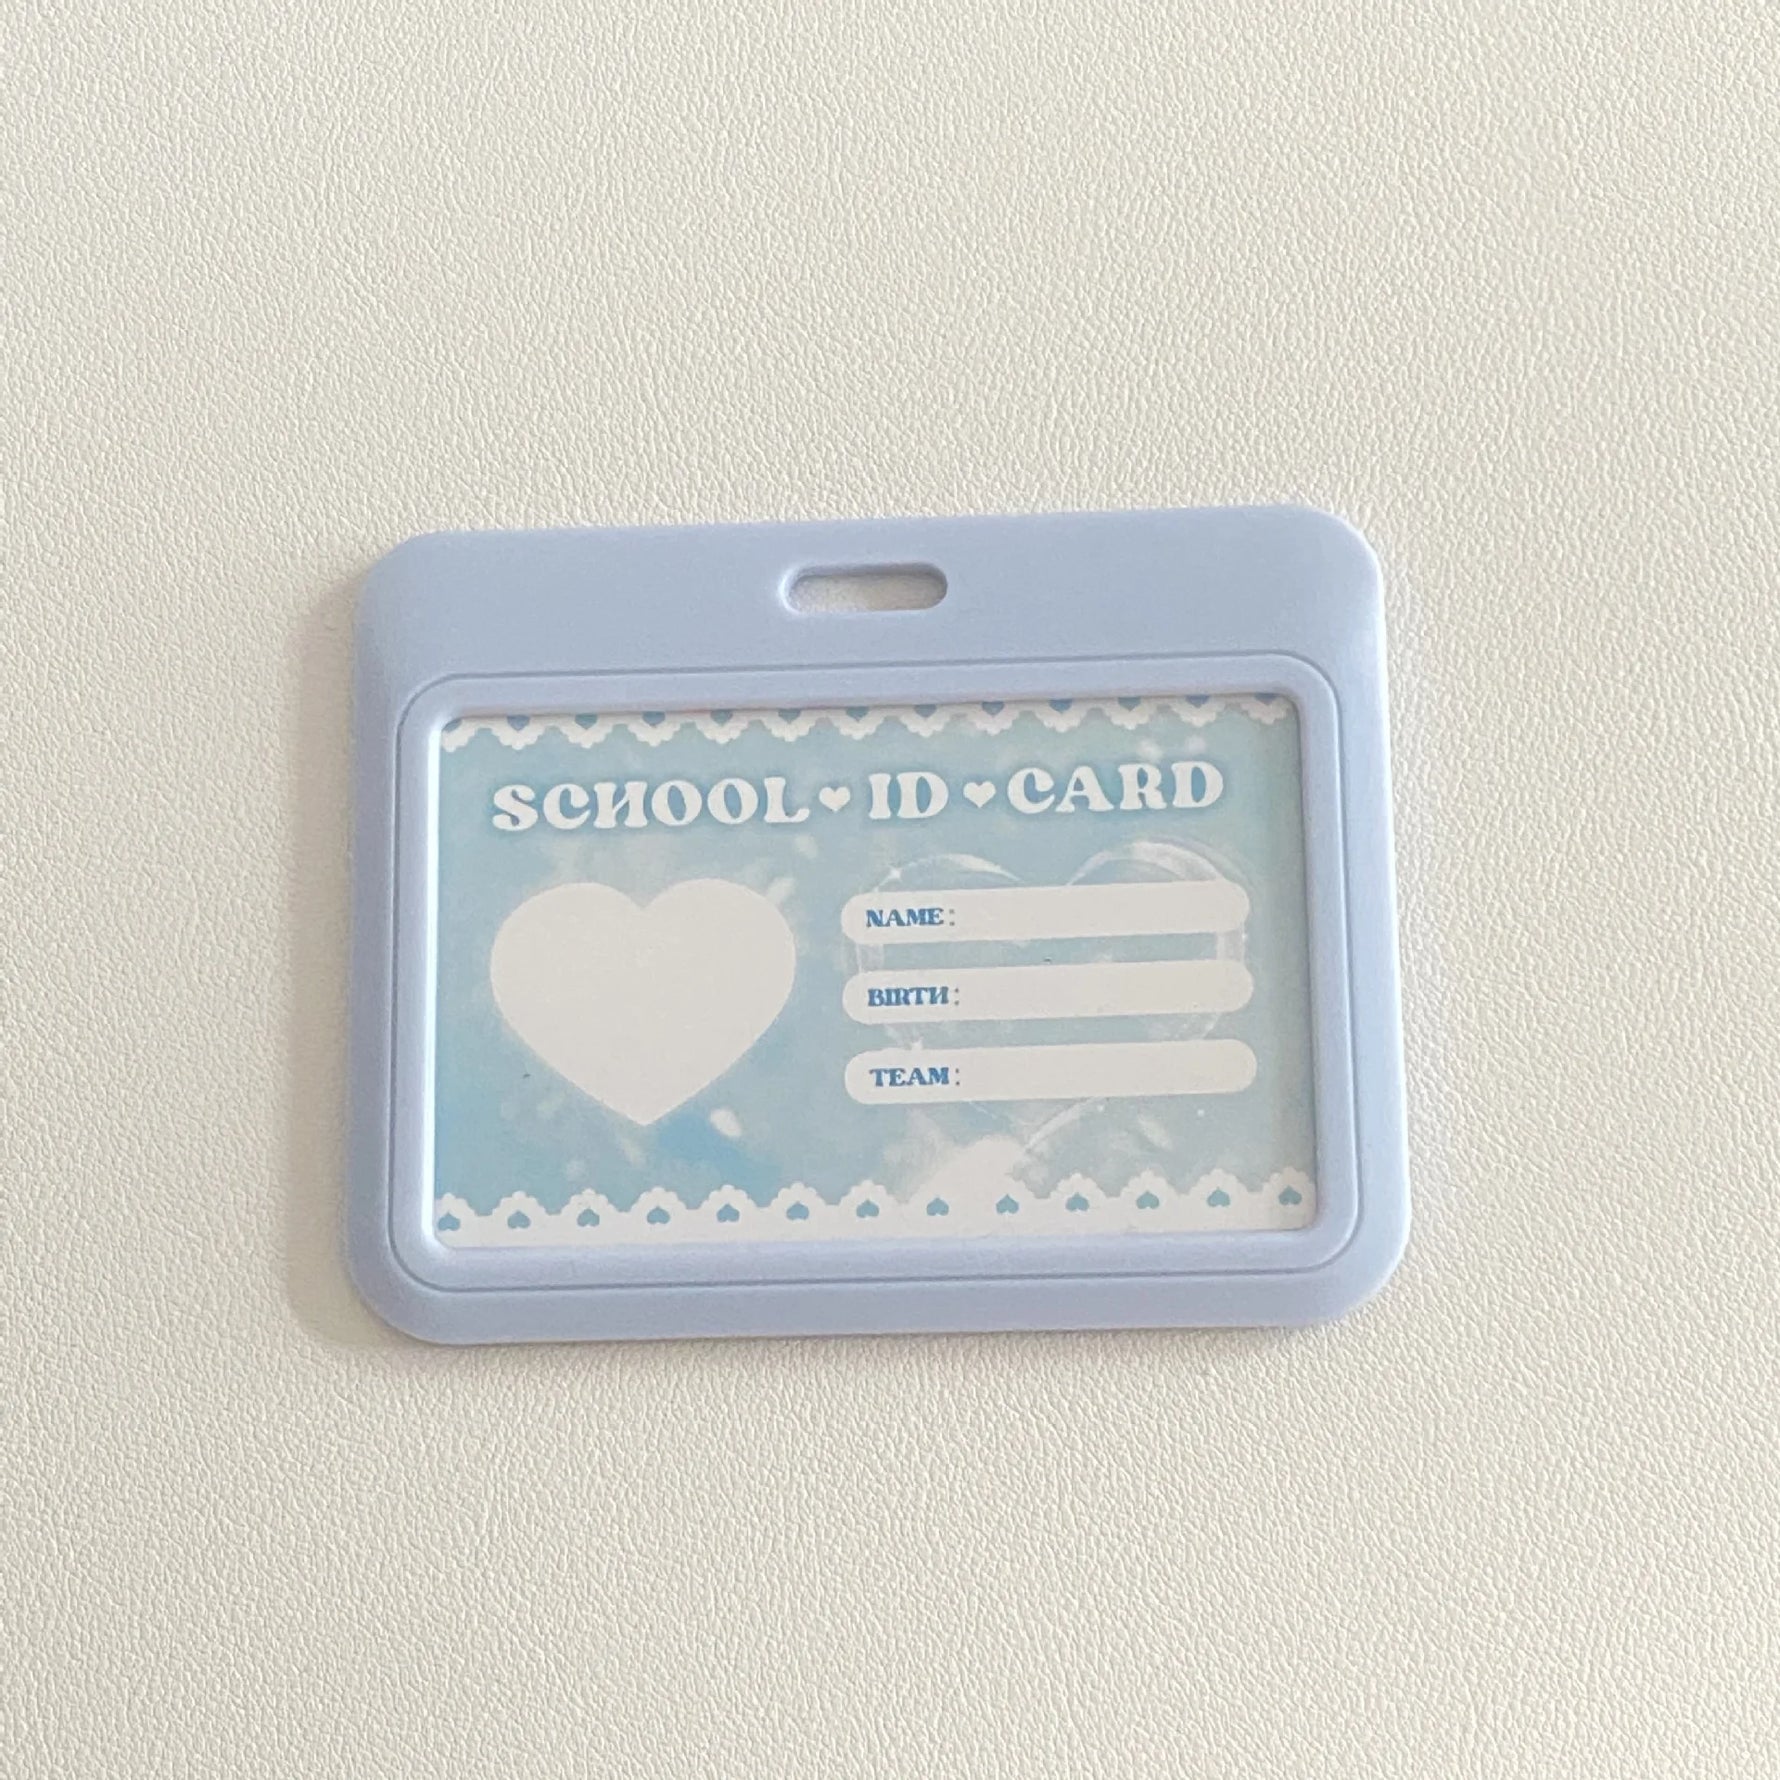 SCHOOL ♥ ID ♥ CARD
NAME:
BIRTH:
TEAM: